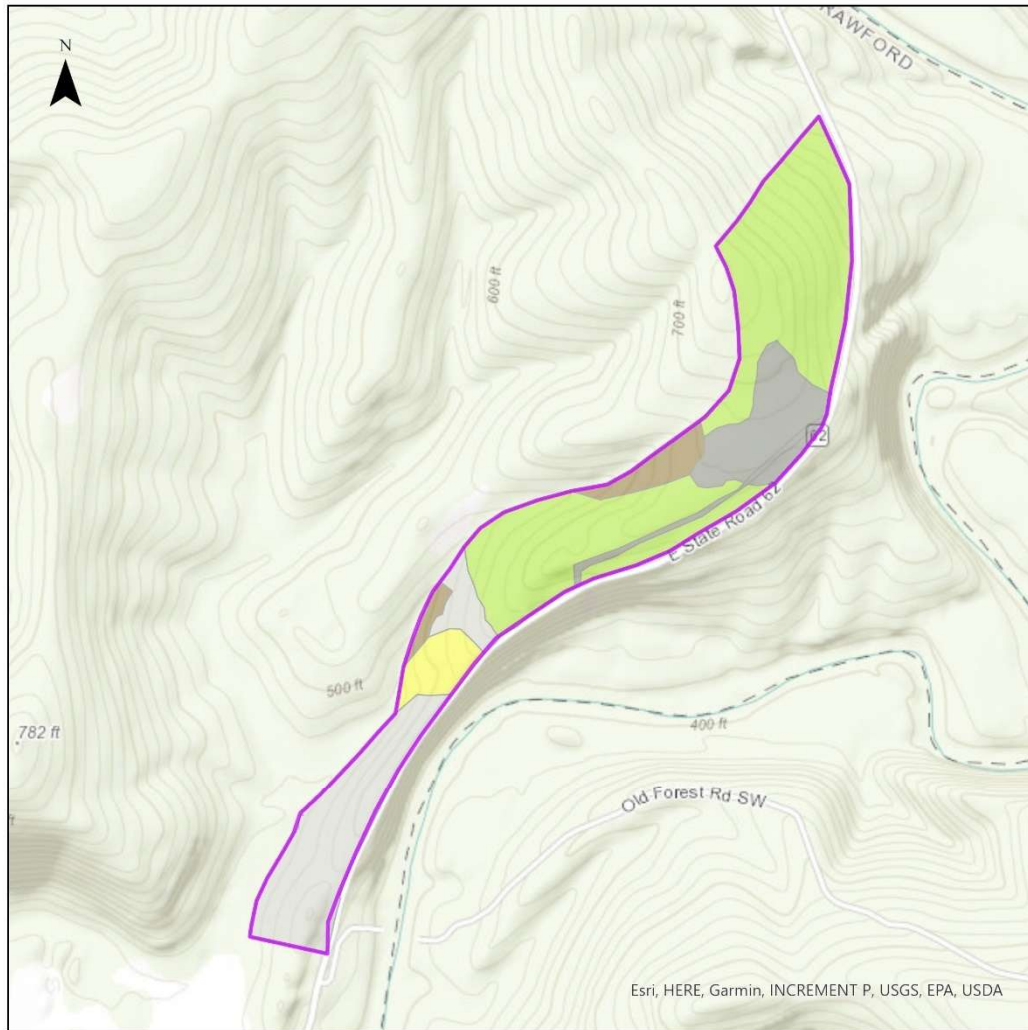 N
RAWFORD
600 ft
700 ft
62
E State Road 62
500 ft
400 ft
782 ft
Old Forest Rd SW
Esri, HERE, Garmin, INCREMENT P, USGS, EPA, USDA